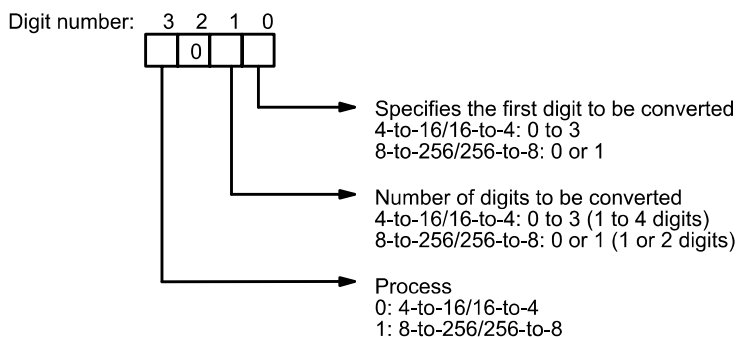 Digit number: 3 2 1 0
0
Specifies the first digit to be converted
4-to-16/16-to-4: 0 to 3
8-to-256/256-to-8: 0 or 1
Number of digits to be converted
4-to-16/16-to-4: 0 to 3 (1 to 4 digits)
8-to-256/256-to-8: 0 or 1 (1 or 2 digits)
Process
0: 4-to-16/16-to-4
1: 8-to-256/256-to-8